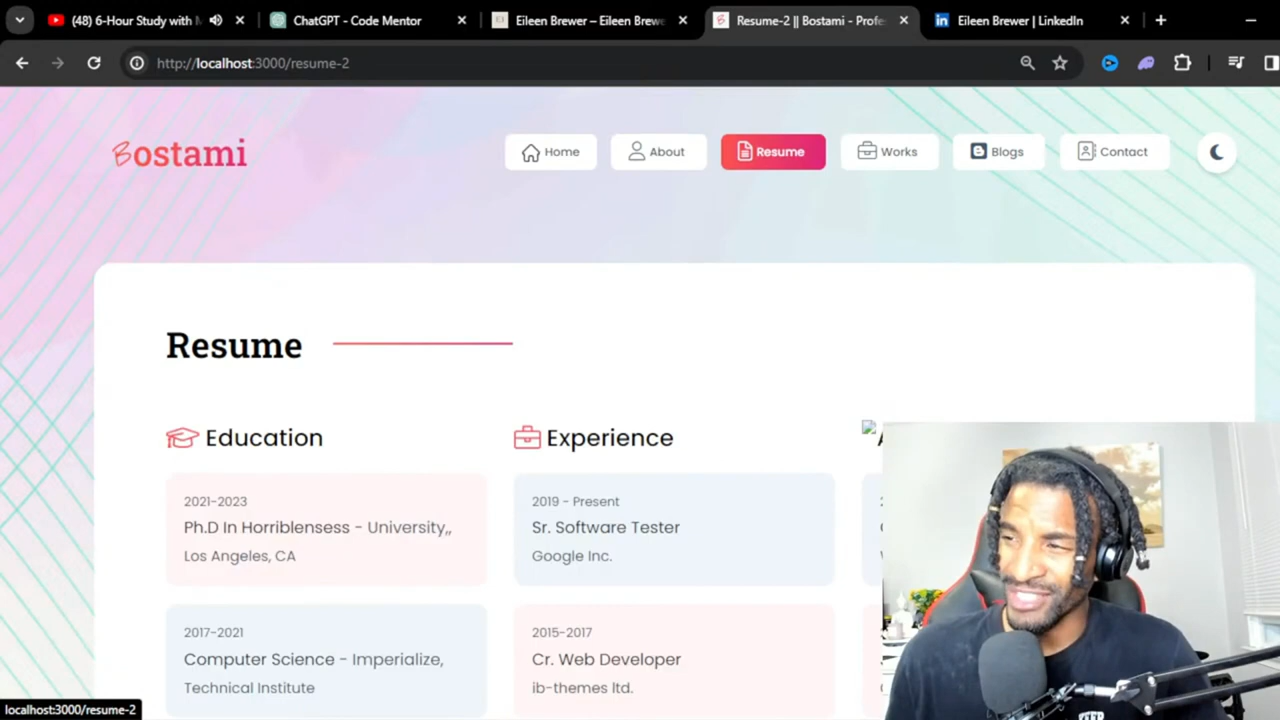 (48) 6-Hour Study with
ChatGPT - Code Mentor
Eileen Brewer – Eileen Brewe
Resume-2 || Bostami - Profe
Eileen Brewer | LinkedIn
http://localhost:3000/resume-2
Bostami
Home
About
Resume
Works
Blogs
Contact
Resume
Education
Experience
2021-2023
Ph.D In Horriblensess - University,,
Los Angeles, CA
2019 - Present
Sr. Software Tester
Google Inc.
2017-2021
Computer Science - Imperialize,
Technical Institute
2015-2017
Cr. Web Developer
ib-themes ltd.
localhost:3000/resume-2